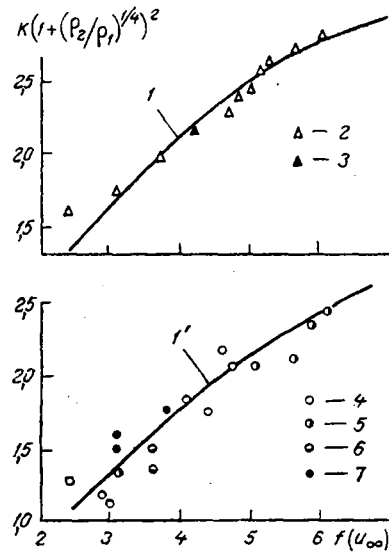 K(1+(ρ₂/ρ₁)^{1/4})²
2,5
2,0
1,5
1
△ — 2
▲ — 3
2,5
2,0
1,5
1,0
1'
○ — 4
◑ — 5
⊖ — 6
● — 7
2 3 4 5 6 f(u∞)